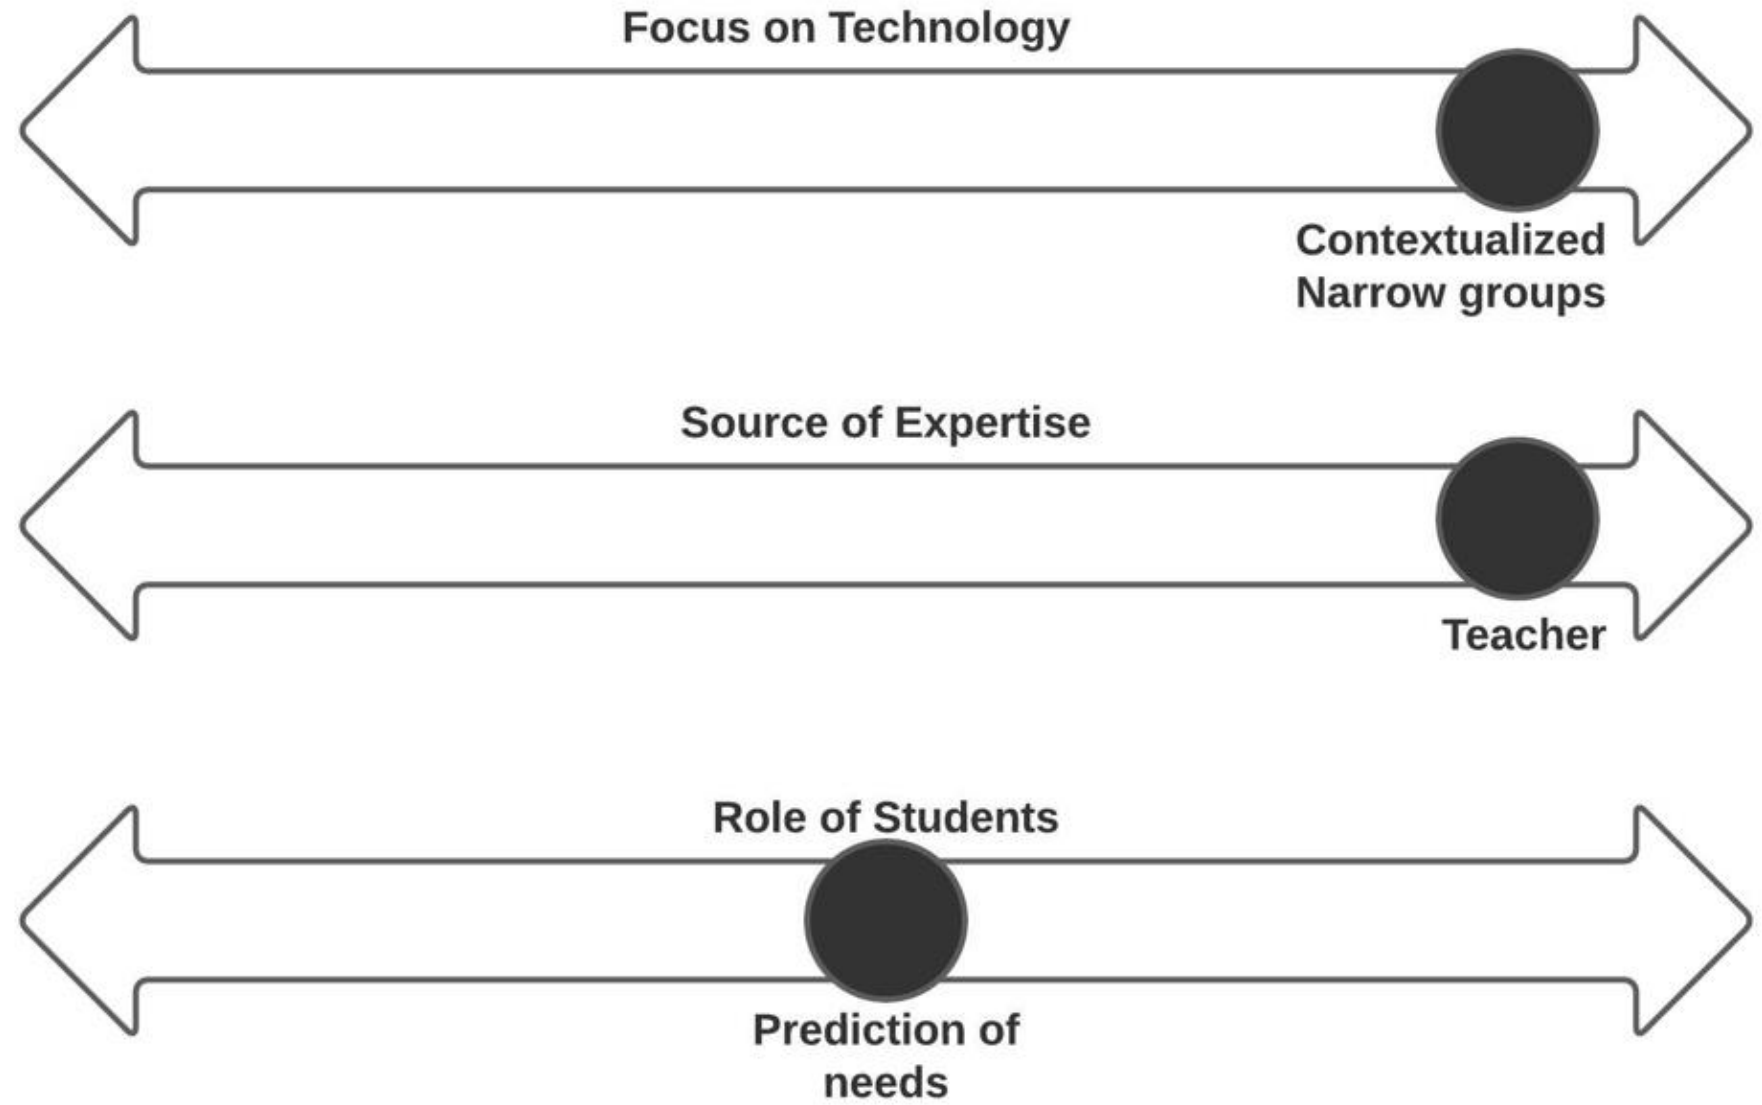 Focus on Technology
Contextualized
Narrow groups
Source of Expertise
Teacher
Role of Students
Prediction of
needs